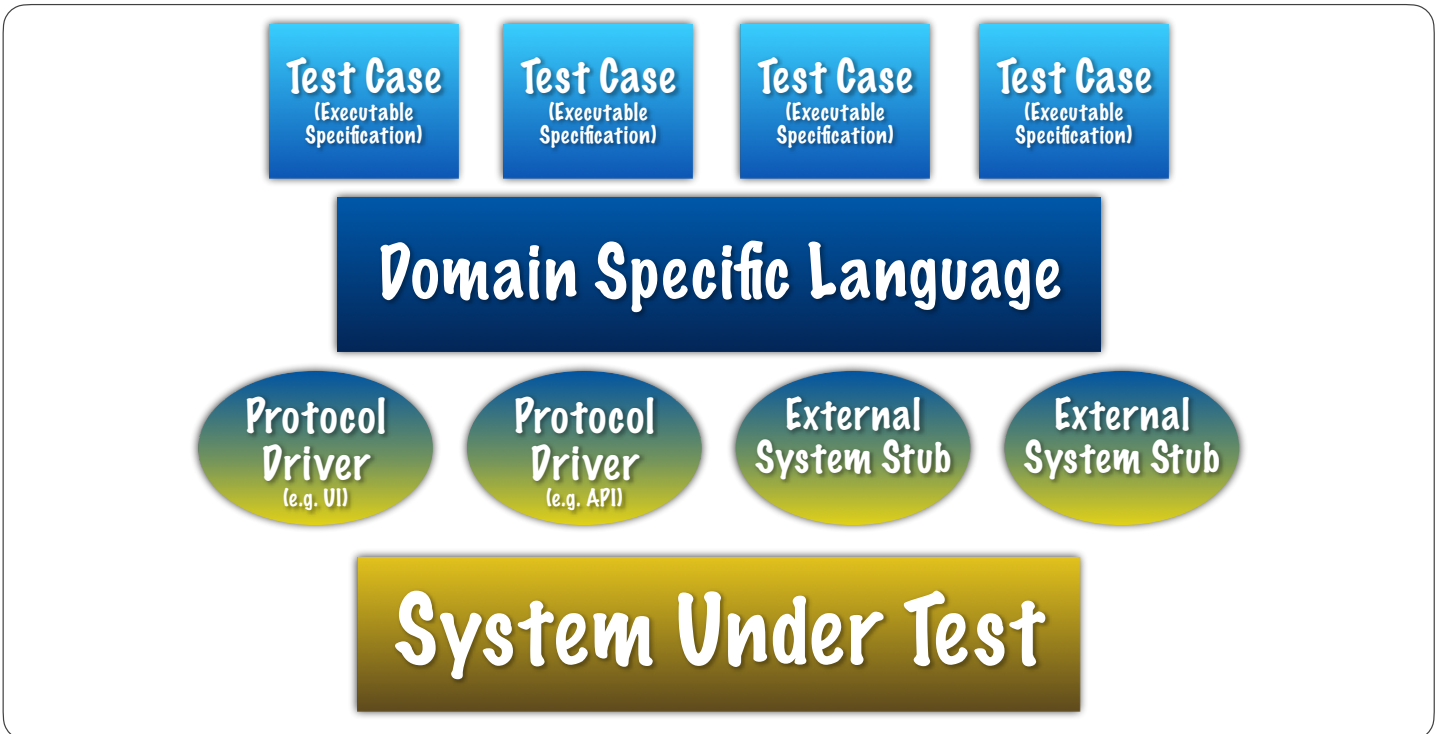 Test Case
(Executable
Specification)
Test Case
(Executable
Specification)
Test Case
(Executable
Specification)
Test Case
(Executable
Specification)
Domain Specific Language
Protocol
Driver
(e.g. UI)
Protocol
Driver
(e.g. API)
External
System Stub
External
System Stub
System Under Test